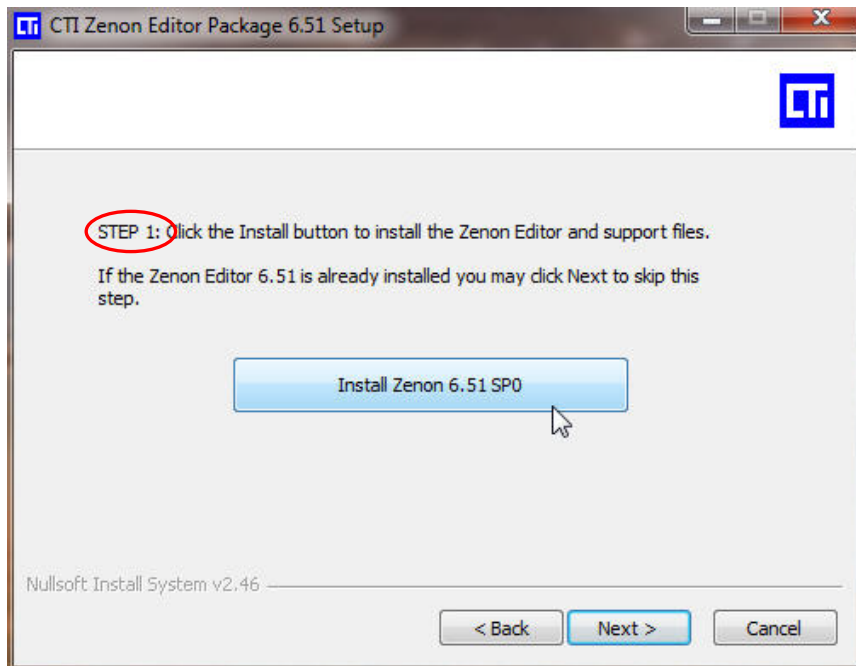 CTI CTI Zenon Editor Package 6.51 Setup
CTI
STEP 1: Click the Install button to install the Zenon Editor and support files.
If the Zenon Editor 6.51 is already installed you may click Next to skip this
step.
Install Zenon 6.51 SP0
Nullsoft Install System v2.46
< Back Next > Cancel